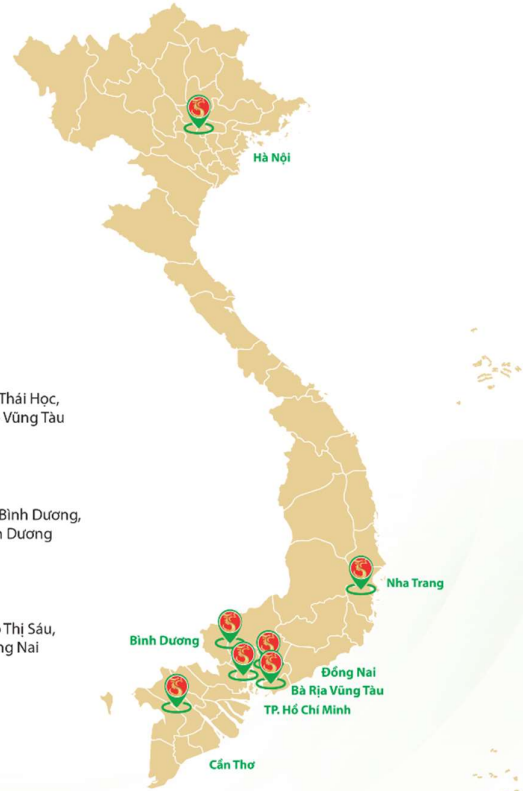 Hà Nội
Thái Học,
Vũng Tàu
Bình Dương,
Dương
Thị Sáu,
Nai
Nha Trang
Bình Dương
Đồng Nai
Bà Rịa Vũng Tàu
TP. Hồ Chí Minh
Cần Thơ